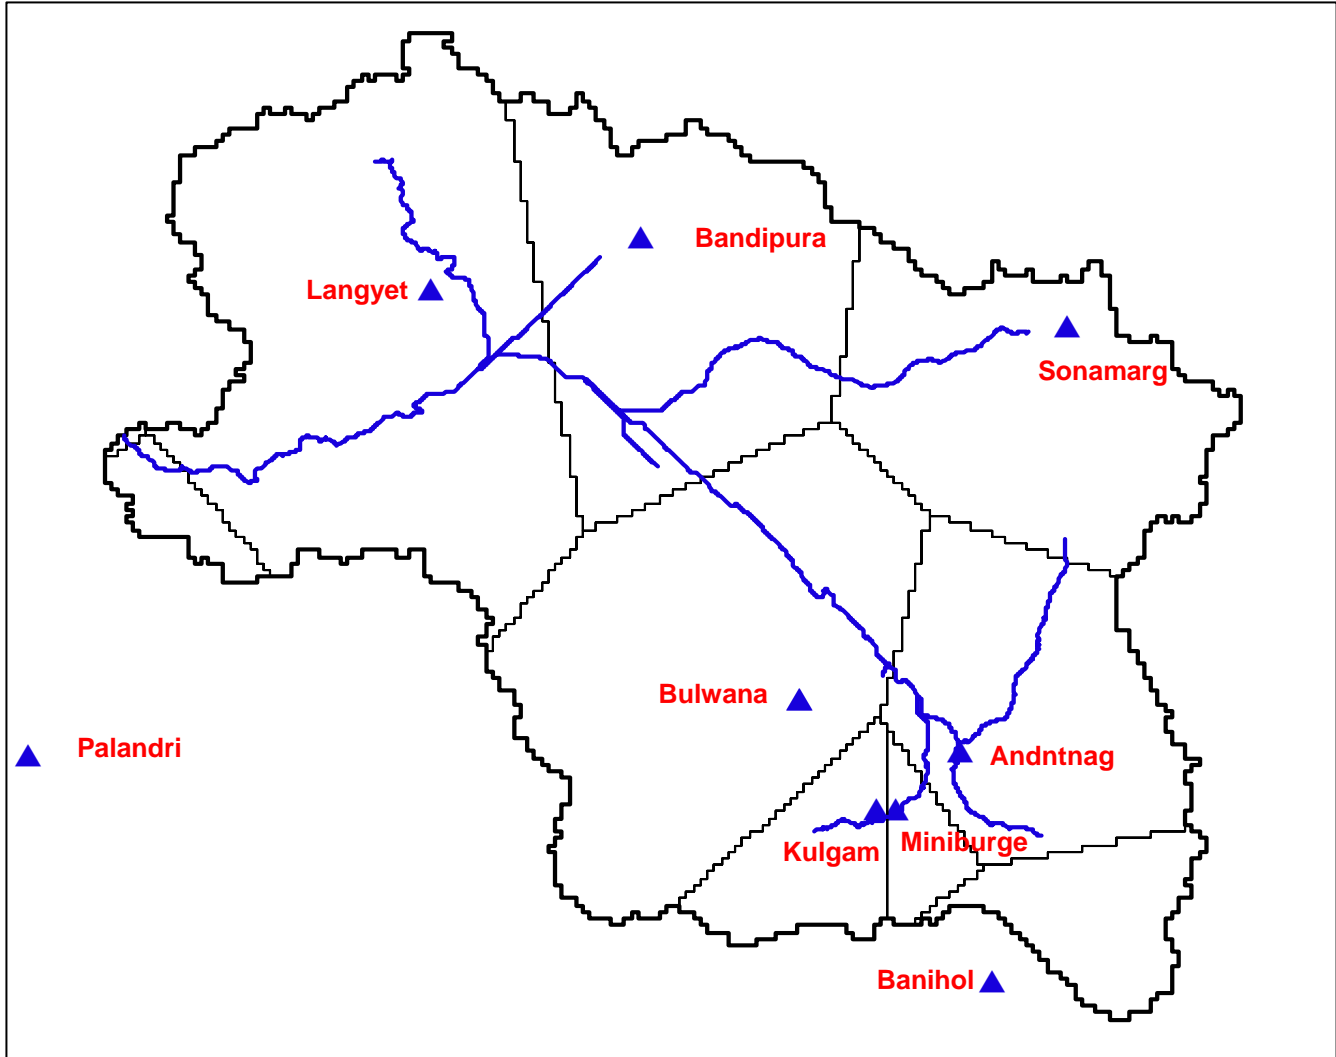 Bandipura
Langyet
Sonamarg
Bulwana
Palandri
Andntnag
Kulgam
Miniburge
Banihol